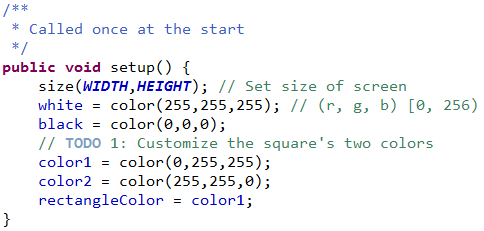 /**
 * Called once at the start
 */
public void setup() {
    size(WIDTH,HEIGHT); // Set size of screen
    white = color(255,255,255); // (r, g, b) [0, 256)
    black = color(0,0,0);
    // TODO 1: Customize the square's two colors
    color1 = color(0,255,255);
    color2 = color(255,255,0);
    rectangleColor = color1;
}